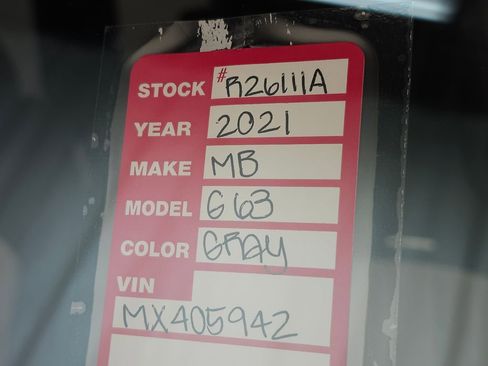 STOCK #R26111A
YEAR 2021
MAKE MB
MODEL G63
COLOR GRAY
VIN
MX405942